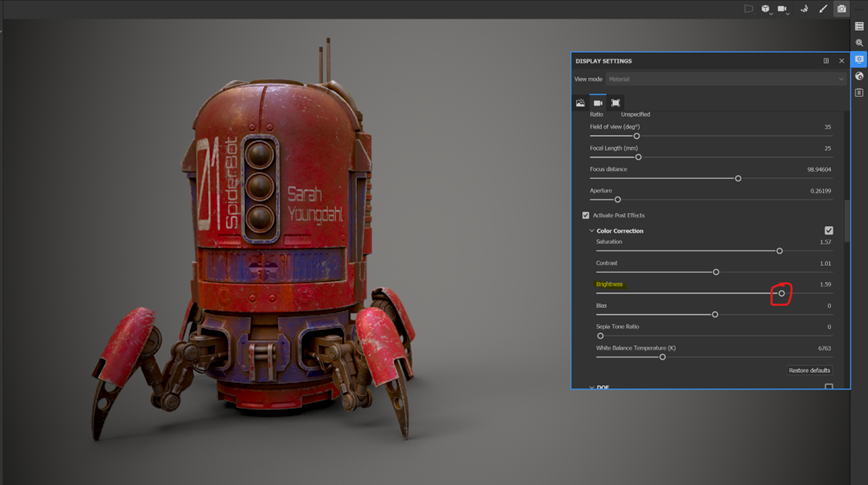 DISPLAY SETTINGS
View mode Material
Ratio Unspecified
Field of view (deg°) 35
Focal Length (mm) 25
Focus distance 98.94604
Aperture 0.26199
Activate Post Effects
Color Correction
Saturation 1.57
Contrast 1.01
Brightness 1.59
Bias 0
Sepia Tone Ratio 0
White Balance Temperature (K) 6763
Restore defaults
DOF
01
SpiderBot
Sarah
Youngdahl